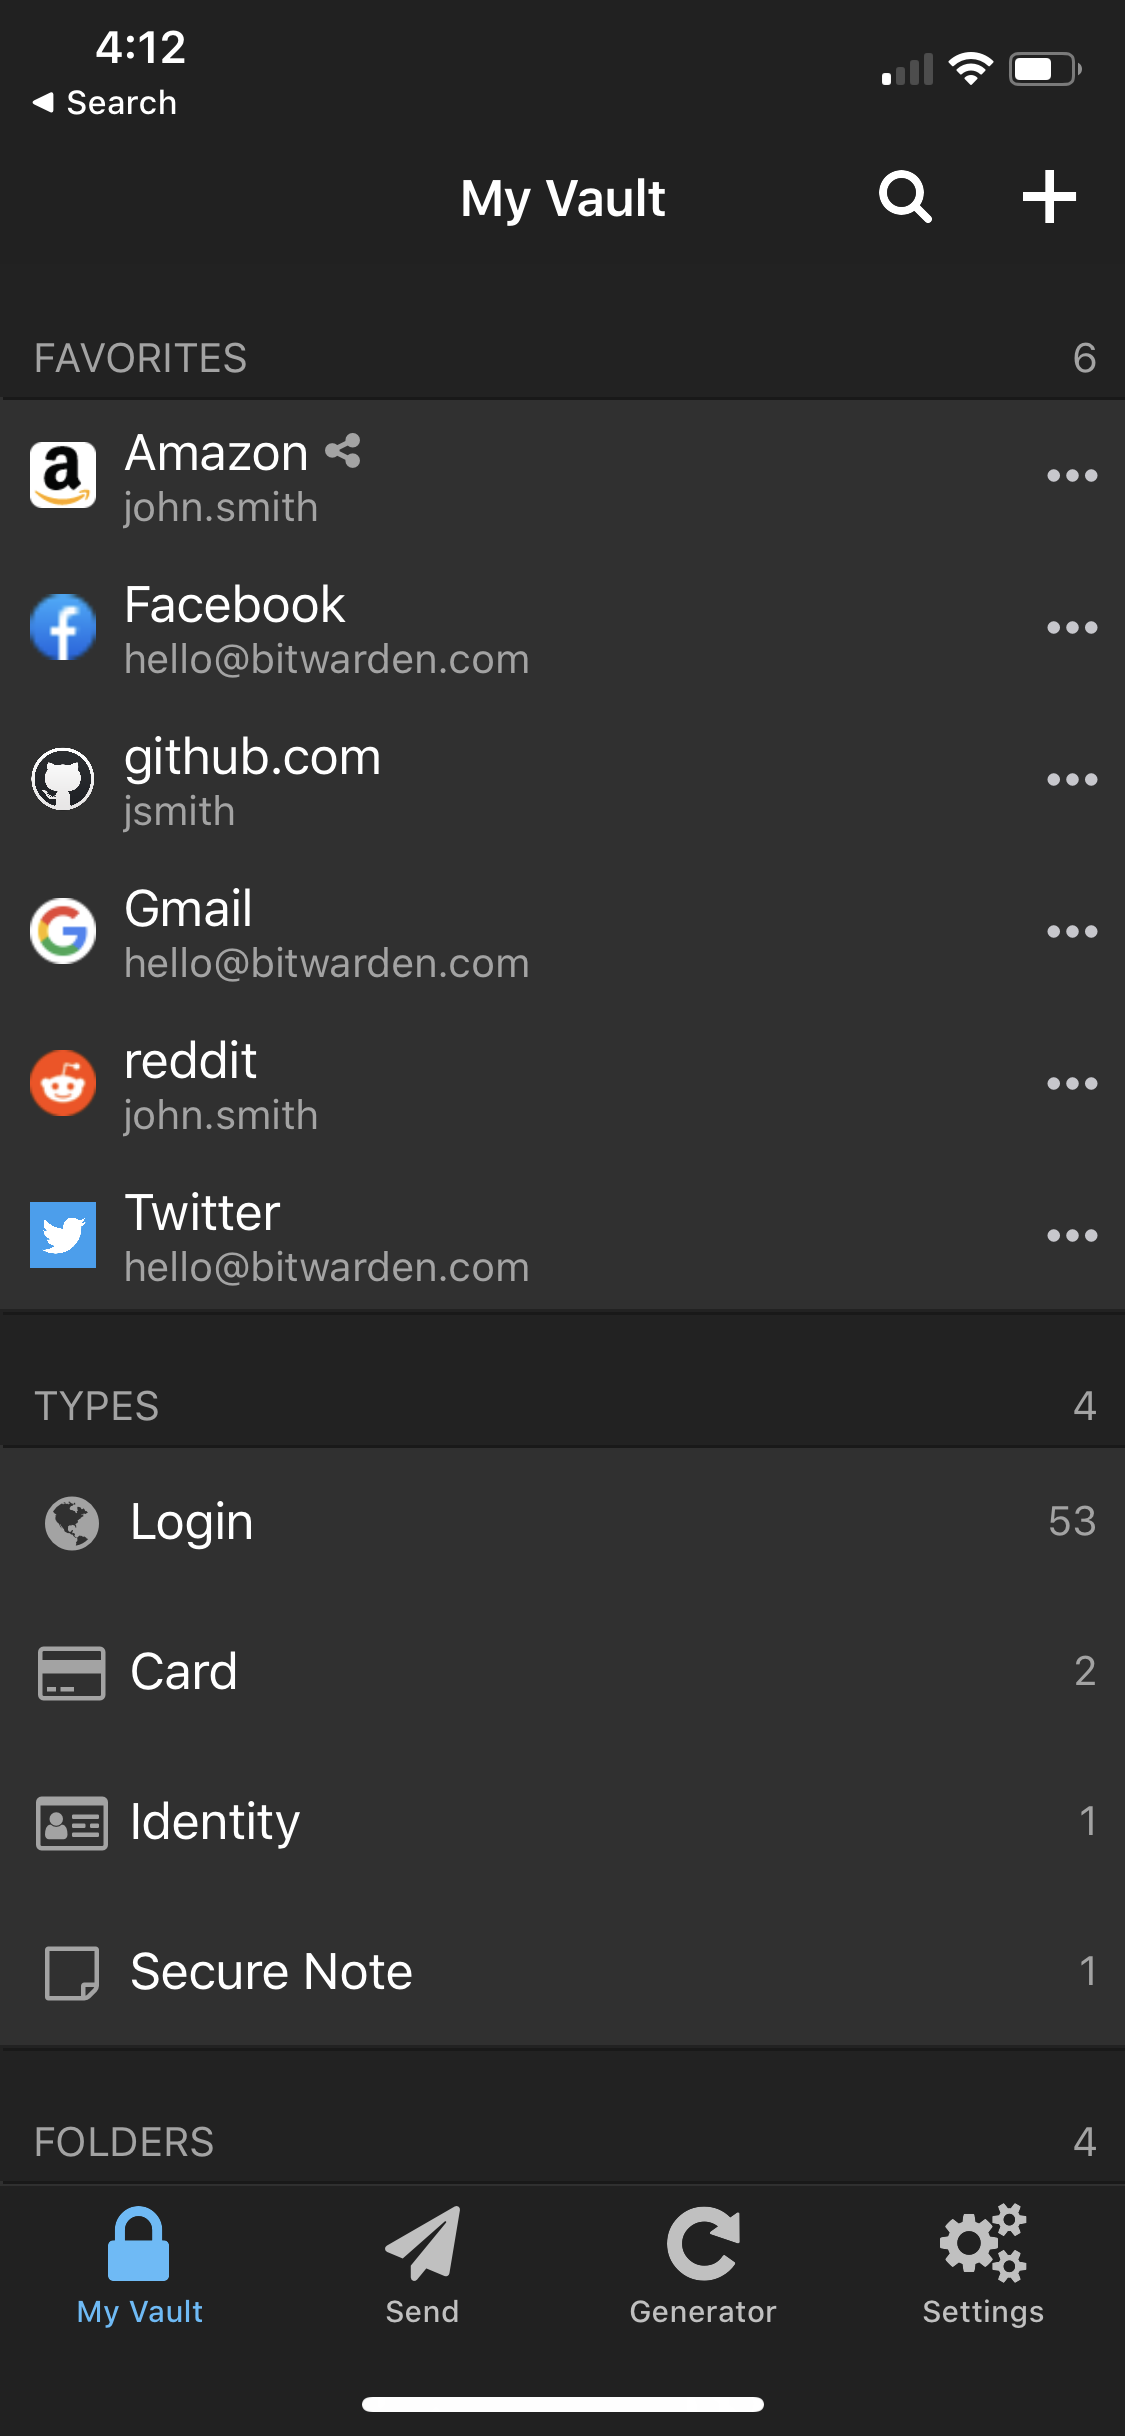 4:12
◀ Search
My Vault
FAVORITES 6
Amazon
john.smith
Facebook
hello@bitwarden.com
github.com
jsmith
Gmail
hello@bitwarden.com
reddit
john.smith
Twitter
hello@bitwarden.com
TYPES 4
Login 53
Card 2
Identity 1
Secure Note 1
FOLDERS 4
My Vault Send Generator Settings